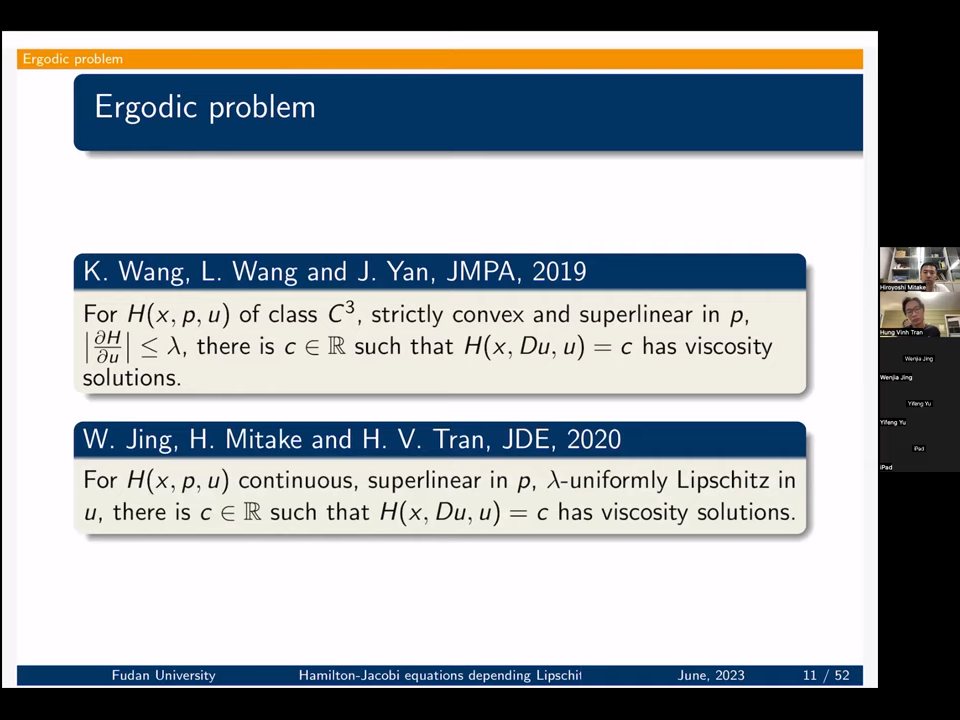 Ergodic problem
Ergodic problem
K. Wang, L. Wang and J. Yan, JMPA, 2019
For H(x, p, u) of class C³, strictly convex and superlinear in p,
|∂H/∂u| ≤ λ, there is c ∈ ℝ such that H(x, Du, u) = c has viscosity
solutions.
W. Jing, H. Mitake and H. V. Tran, JDE, 2020
For H(x, p, u) continuous, superlinear in p, λ-uniformly Lipschitz in
u, there is c ∈ ℝ such that H(x, Du, u) = c has viscosity solutions.
Fudan University
Hamilton-Jacobi equations depending Lipschit
June, 2023
11 / 52
Hiroyoshi Mitake
Hung Vinh Tran
Wenjia Jing
Wenjia Jing
Yifeng Yu
Yifeng Yu
iPad
iPad